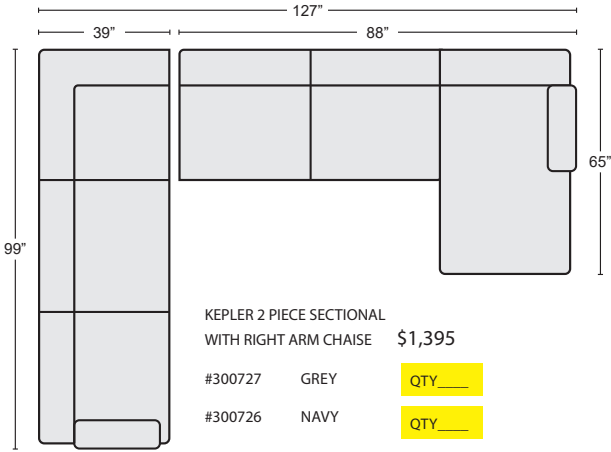 127”
39”
88”
65”
99”
KEPLER 2 PIECE SECTIONAL
WITH RIGHT ARM CHAISE $1,395
#300727 GREY QTY____
#300726 NAVY QTY____